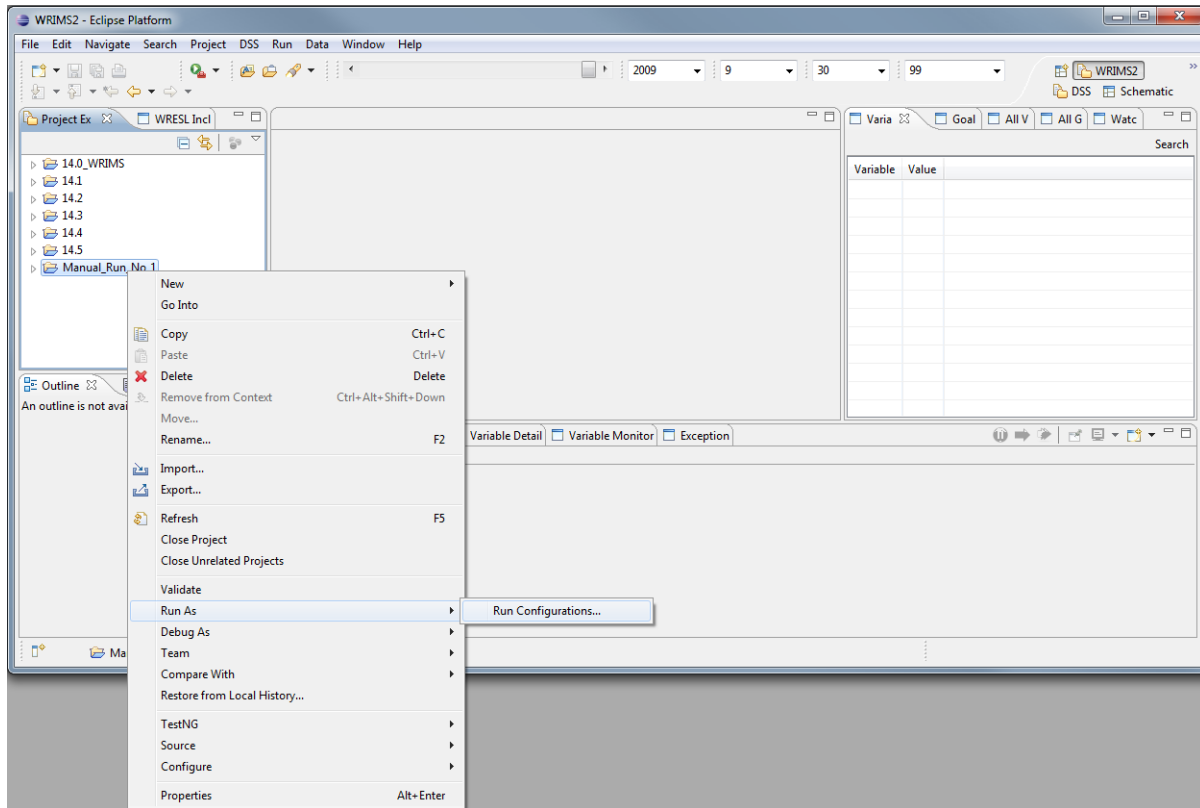 WRIMS2 - Eclipse Platform
File Edit Navigate Search Project DSS Run Data Window Help
2009 9 30 99
WRIMS2
DSS Schematic
Project Ex WRESL Incl
Varia Goal All V All G Watc
Search
Variable Value
14.0_WRIMS
14.1
14.2
14.3
14.4
14.5
Manual_Run_No_1
New
Go Into
Copy Ctrl+C
Paste Ctrl+V
Delete Delete
Remove from Context Ctrl+Alt+Shift+Down
Move...
Rename... F2
Import...
Export...
Refresh F5
Close Project
Close Unrelated Projects
Validate
Run As
Run Configurations...
Debug As
Team
Compare With
Restore from Local History...
TestNG
Source
Configure
Properties Alt+Enter
Outline
An outline is not avai
Variable Detail Variable Monitor Exception
Ma